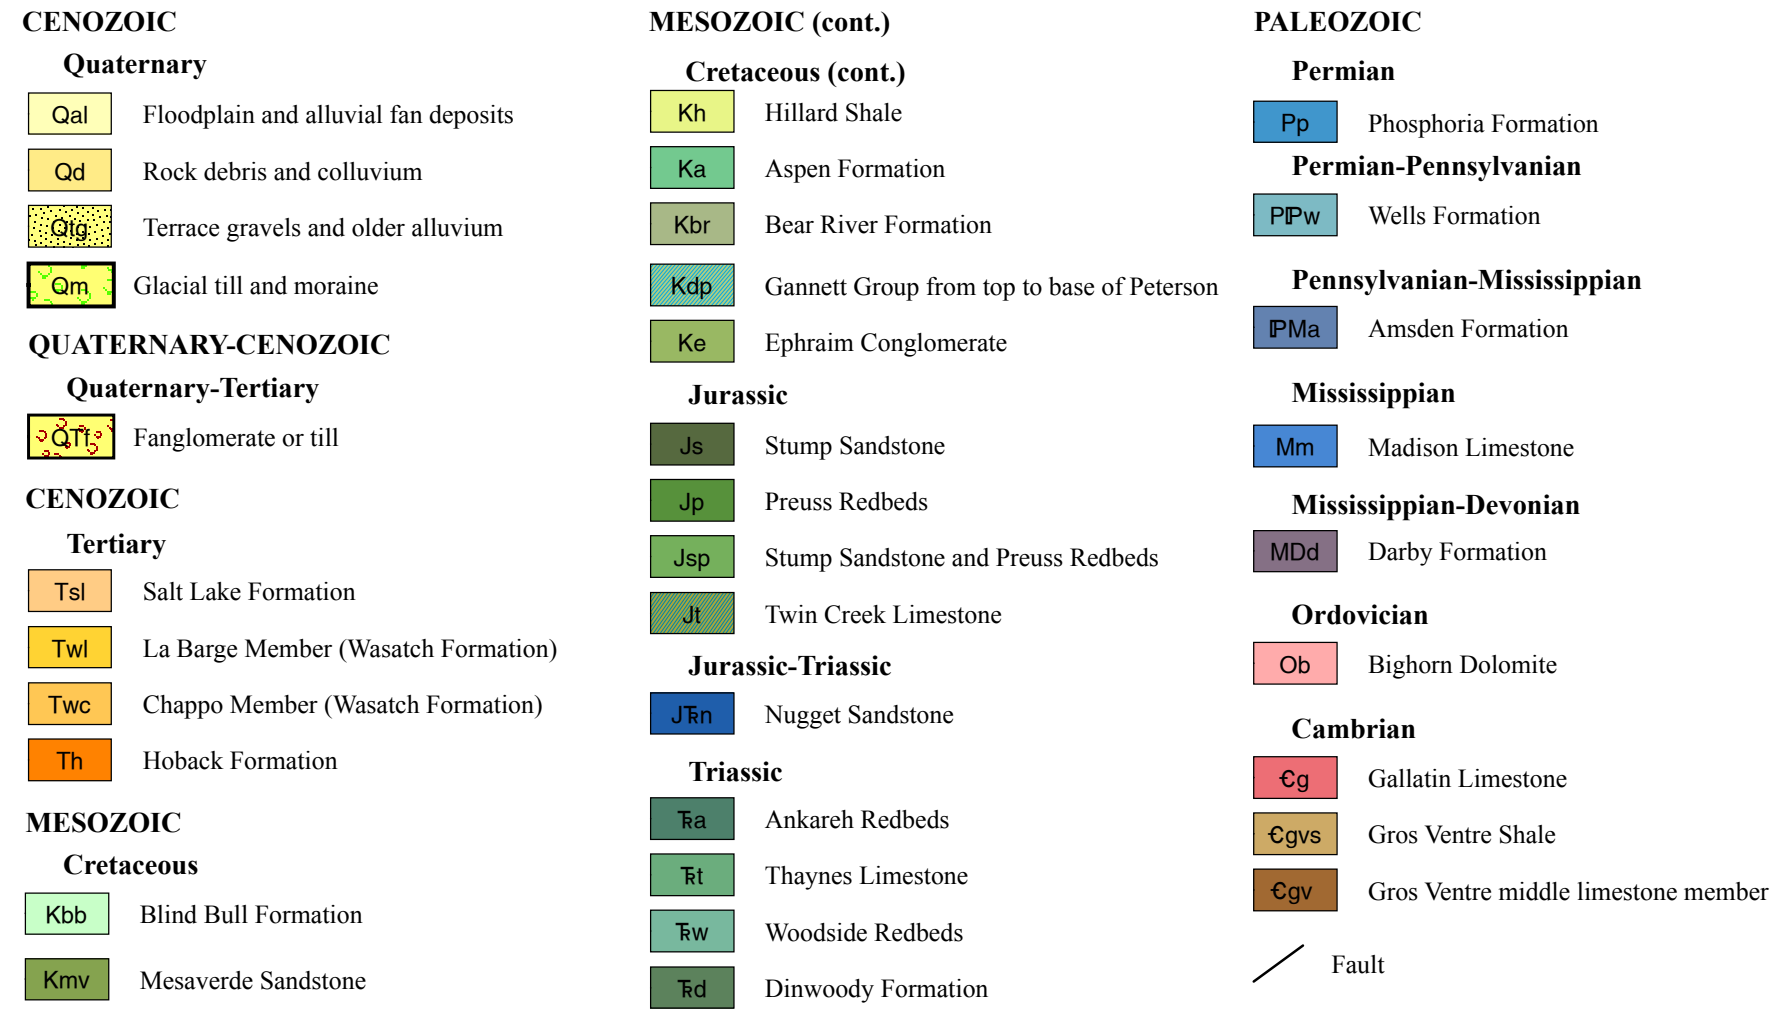 CENOZOIC
Quaternary
Qal Floodplain and alluvial fan deposits
Qd Rock debris and colluvium
Qtg Terrace gravels and older alluvium
Qm Glacial till and moraine
QUATERNARY-CENOZOIC
Quaternary-Tertiary
QTf Fanglomerate or till
CENOZOIC
Tertiary
Tsl Salt Lake Formation
Twl La Barge Member (Wasatch Formation)
Twc Chappo Member (Wasatch Formation)
Th Hoback Formation
MESOZOIC
Cretaceous
Kbb Blind Bull Formation
Kmv Mesaverde Sandstone
MESOZOIC (cont.)
Cretaceous (cont.)
Kh Hillard Shale
Ka Aspen Formation
Kbr Bear River Formation
Kdp Gannett Group from top to base of Peterson
Ke Ephraim Conglomerate
Jurassic
Js Stump Sandstone
Jp Preuss Redbeds
Jsp Stump Sandstone and Preuss Redbeds
Jt Twin Creek Limestone
Jurassic-Triassic
JTRn Nugget Sandstone
Triassic
TRa Ankareh Redbeds
TRt Thaynes Limestone
TRw Woodside Redbeds
TRd Dinwoody Formation
PALEOZOIC
Permian
Pp Phosphoria Formation
Permian-Pennsylvanian
PℙPw Wells Formation
Pennsylvanian-Mississippian
ℙMa Amsden Formation
Mississippian
Mm Madison Limestone
Mississippian-Devonian
MDd Darby Formation
Ordovician
Ob Bighorn Dolomite
Cambrian
Єg Gallatin Limestone
Єgvs Gros Ventre Shale
Єgv Gros Ventre middle limestone member
Fault